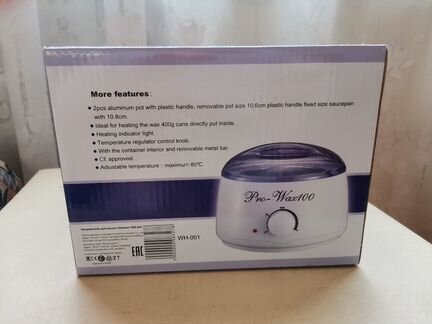 More features :
• 2pcs aluminum pot with plastic handle, removable pot size 10.6cm plastic handle fixed size saucepan
with 10.8cm.
• Ideal for heating the wax 400g cans directly put inside.
• Heating indicator light.
• Temperature regulator control knob.
• With the container interior and removable metal bar.
• CE approved.
• Adjustable temperature : maximum 80℃.
Pro-Wax100
WH-001
EAC